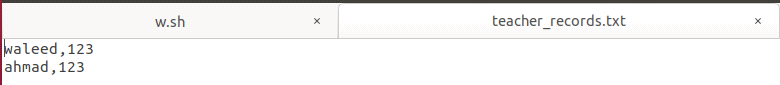 w.sh × teacher_records.txt ×
waleed,123
ahmad,123